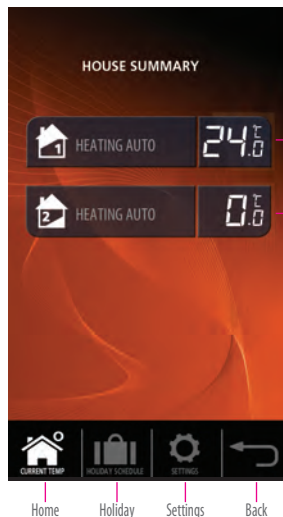 HOUSE SUMMARY
1 HEATING AUTO 24.0 °C
2 HEATING AUTO 0.0 °C
CURRENT TEMP HOLIDAY SCHEDULE SETTINGS
Home Holiday Settings Back